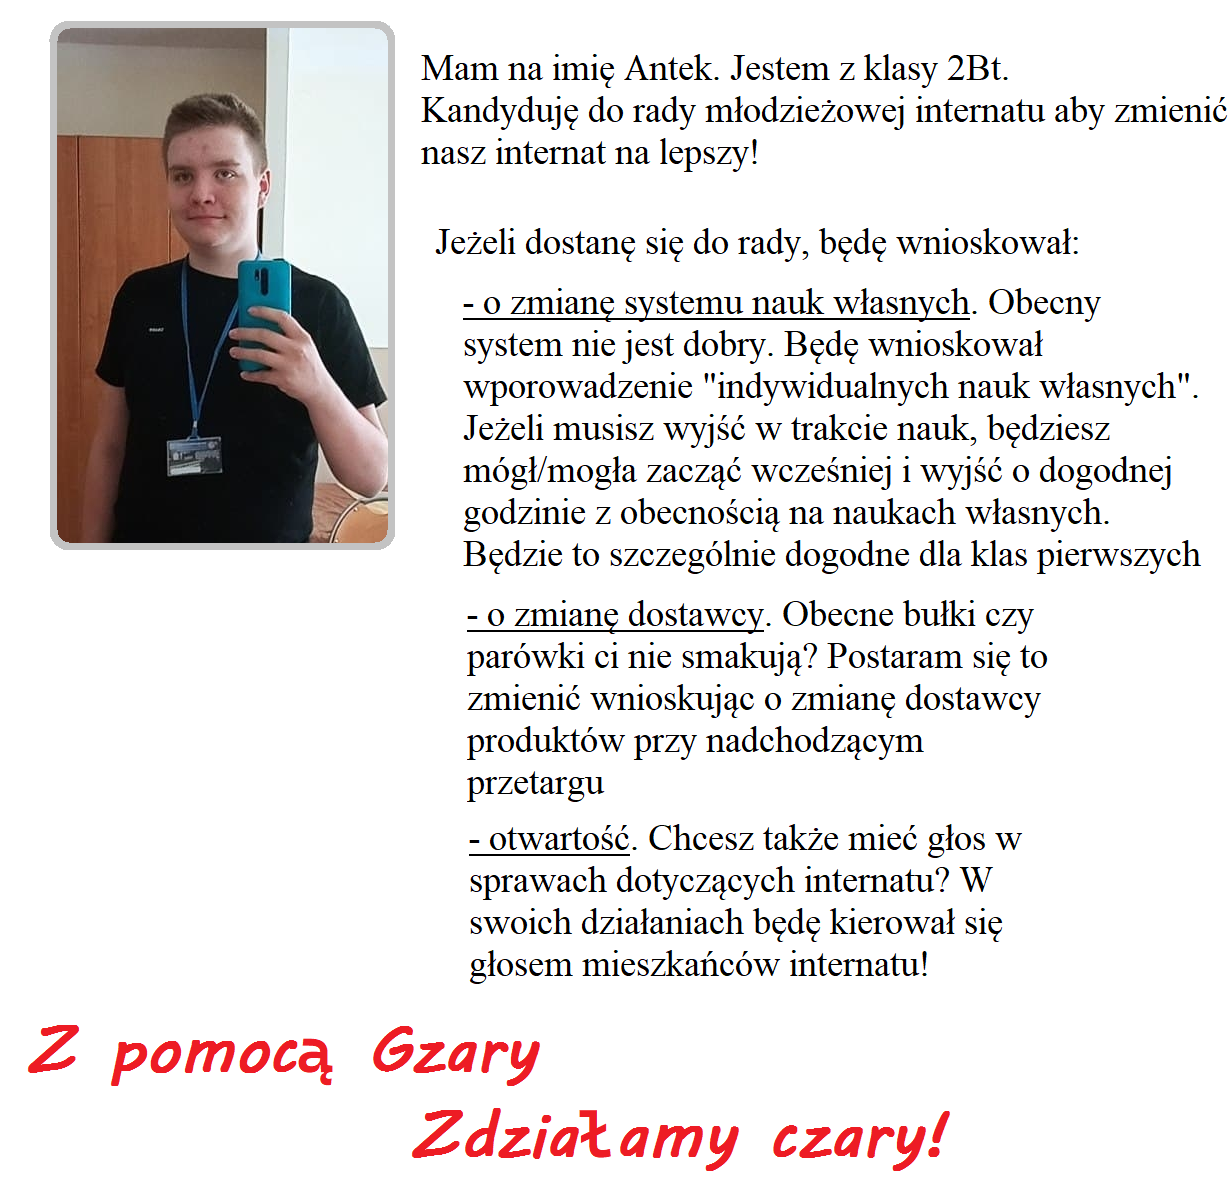 Mam na imię Antek. Jestem z klasy 2Bt.
Kandyduję do rady młodzieżowej internatu aby zmienić
nasz internat na lepszy!
Jeżeli dostanę się do rady, będę wnioskował:
- o zmianę systemu nauk własnych. Obecny
system nie jest dobry. Będę wnioskował
wporowadzenie "indywidualnych nauk własnych".
Jeżeli musisz wyjść w trakcie nauk, będziesz
mógł/mogła zacząć wcześniej i wyjść o dogodnej
godzinie z obecnością na naukach własnych.
Będzie to szczególnie dogodne dla klas pierwszych
- o zmianę dostawcy. Obecne bułki czy
parówki ci nie smakują? Postaram się to
zmienić wnioskując o zmianę dostawcy
produktów przy nadchodzącym
przetargu
- otwartość. Chcesz także mieć głos w
sprawach dotyczących internatu? W
swoich działaniach będę kierował się
głosem mieszkańców internatu!
Z pomocą Gzary
Zdziałamy czary!